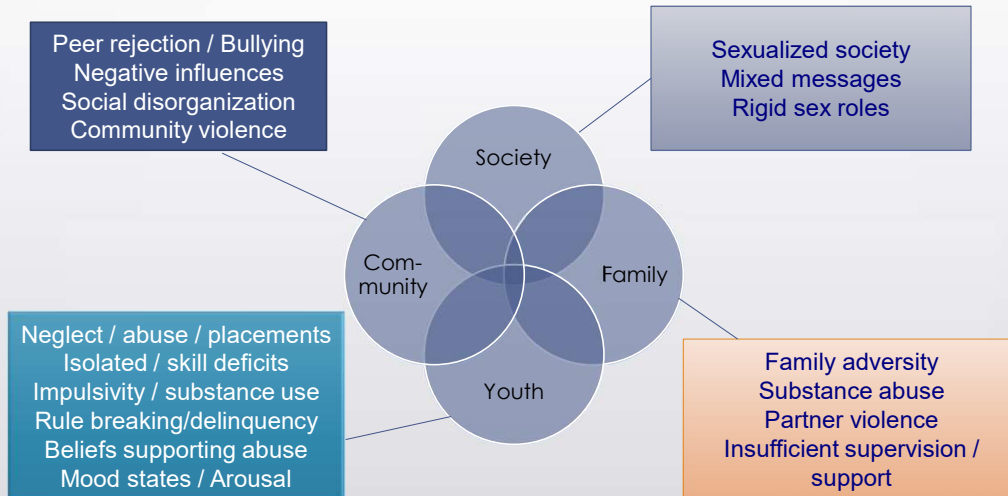 Peer rejection / Bullying
Negative influences
Social disorganization
Community violence
Sexualized society
Mixed messages
Rigid sex roles
Society
Com-
munity
Family
Youth
Neglect / abuse / placements
Isolated / skill deficits
Impulsivity / substance use
Rule breaking/delinquency
Beliefs supporting abuse
Mood states / Arousal
Family adversity
Substance abuse
Partner violence
Insufficient supervision /
support